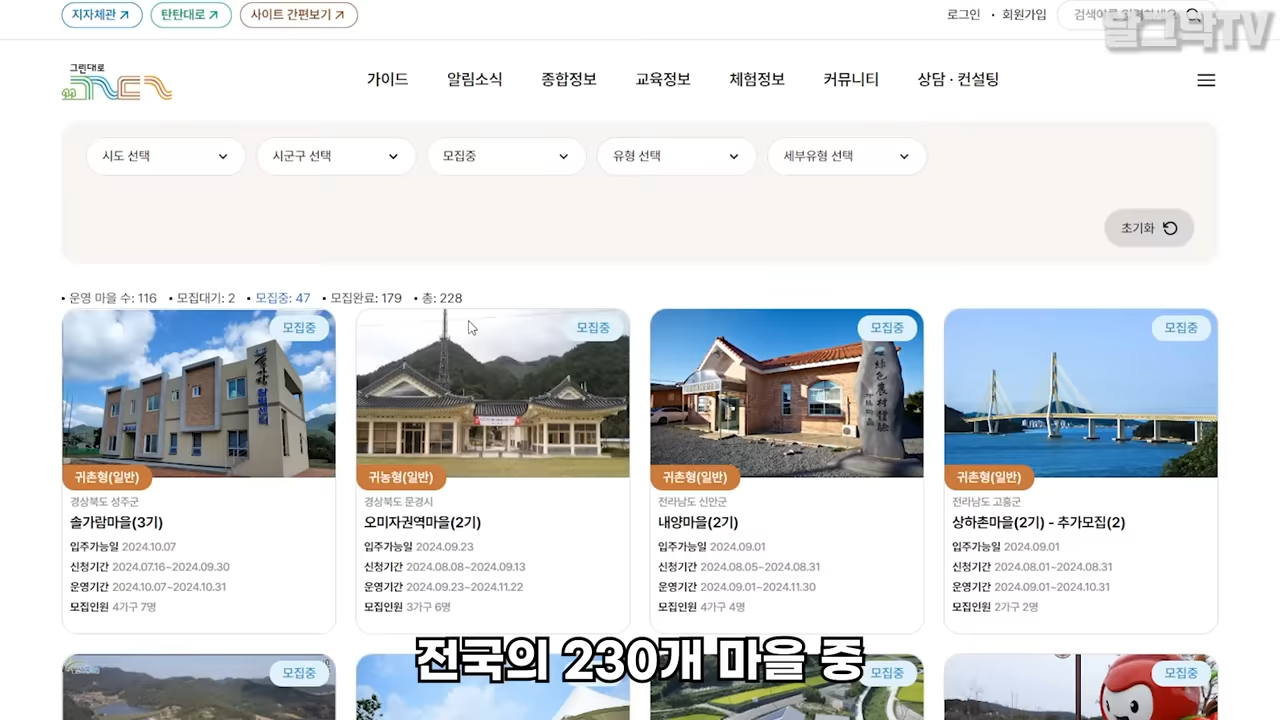 지자체관
탄탄대로
사이트 간편보기
로그인 • 회원가입
달그닥TV
그린대로
가이드
알림소식
종합정보
교육정보
체험정보
커뮤니티
상담 · 컨설팅
시도 선택
시군구 선택
모집중
유형 선택
세부유형 선택
초기화
• 운영 마을 수: 116 • 모집대기: 2 • 모집중: 47 • 모집완료: 179 • 총: 228
모집중
귀촌형(일반)
경상북도 성주군
솔가람마을(3기)
입주가능일 2024.10.07
신청기간 2024.07.16~2024.09.30
운영기간 2024.10.07~2024.10.31
모집인원 4가구 7명
모집중
귀농형(일반)
경상북도 문경시
오미자권역마을(2기)
입주가능일 2024.09.23
신청기간 2024.08.08~2024.09.13
운영기간 2024.09.23~2024.11.22
모집인원 3가구 6명
모집중
귀촌형(일반)
전라남도 신안군
내양마을(2기)
입주가능일 2024.09.01
신청기간 2024.08.05~2024.08.31
운영기간 2024.09.01~2024.11.30
모집인원 4가구 4명
모집중
귀촌형(일반)
전라남도 고흥군
상하촌마을(2기) - 추가모집(2)
입주가능일 2024.09.01
신청기간 2024.08.01~2024.08.31
운영기간 2024.09.01~2024.10.31
모집인원 2가구 2명
모집중
모집중
모집중
전국의 230개 마을 중